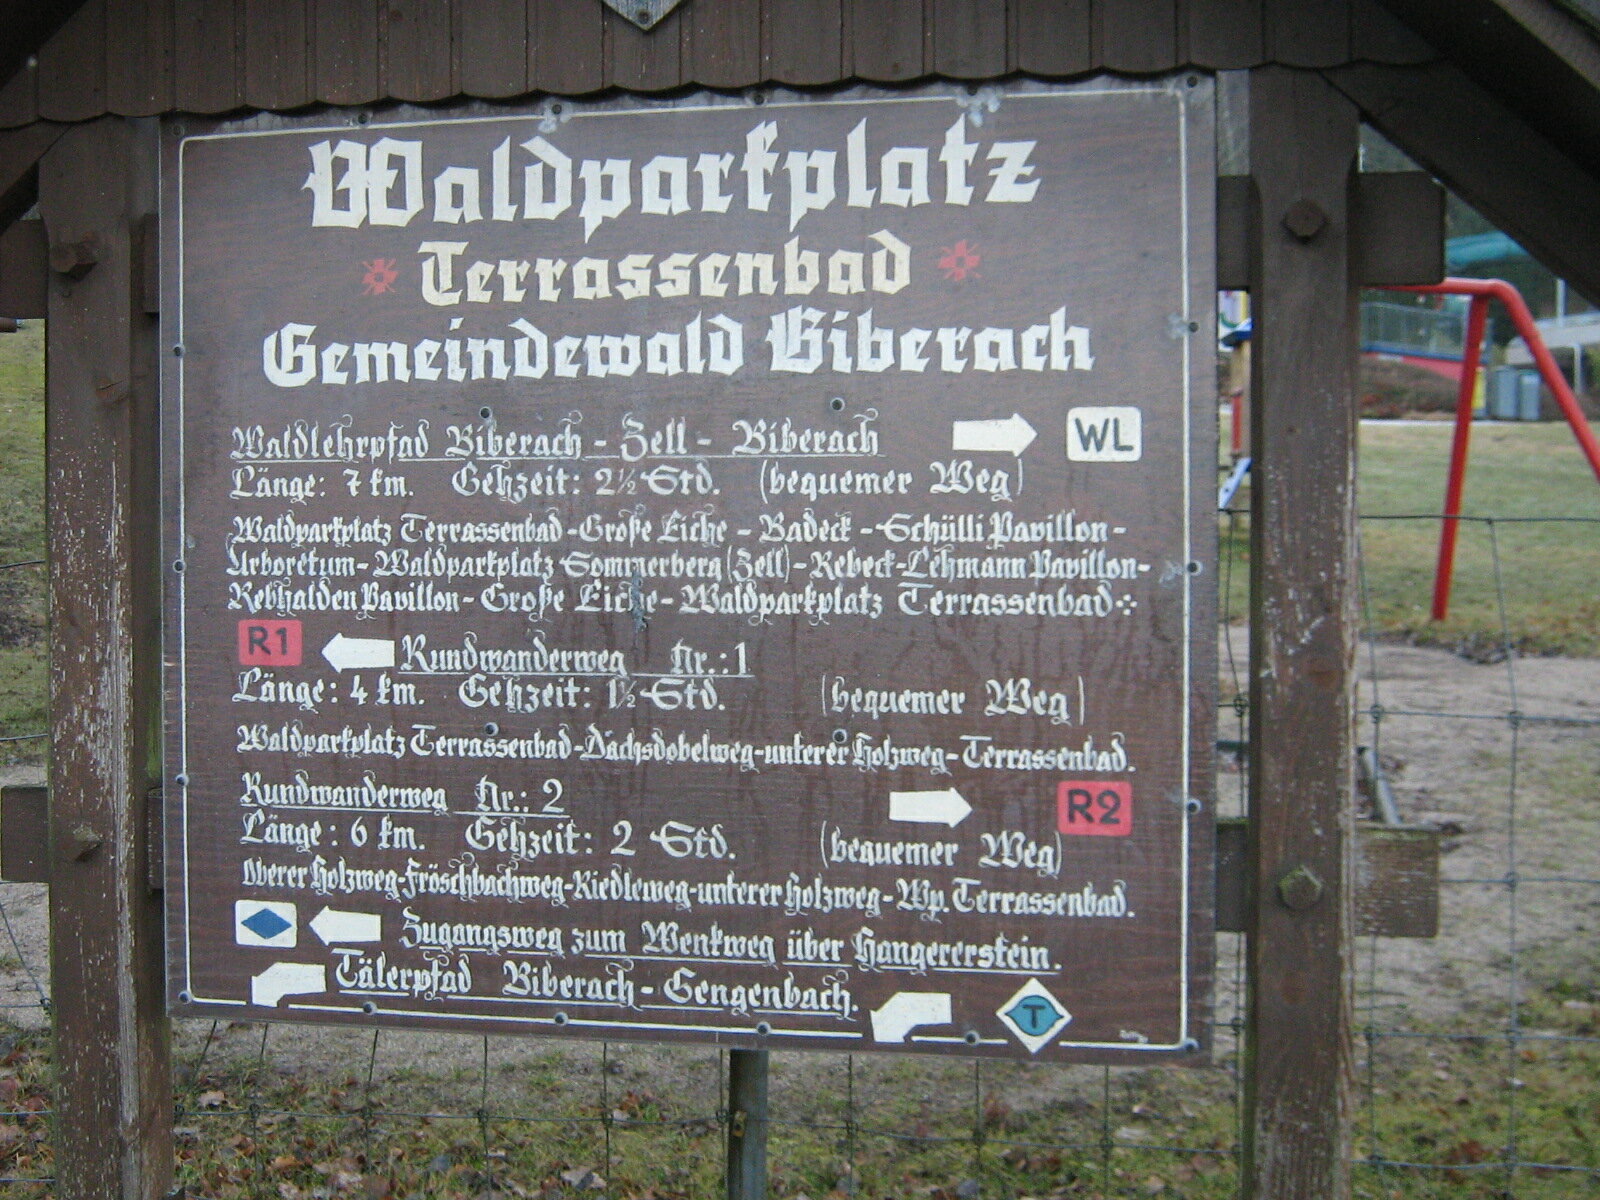 Waldparkplatz
Terrassenbad
Gemeindewald Biberach
Waldlehrpfad Biberach - Zell - Biberach WL
Länge: 7 km. Gehzeit: 2½ Std. (bequemer Weg)
Waldparkplatz Terrassenbad - Große Eiche - Badeck - Schülli Pavillon -
Arboretum - Waldparkplatz Sommerberg (Zell) - Rebeck - Lehmann Pavillon -
Rebhalden Pavillon - Große Eiche - Waldparkplatz Terrassenbad
R1 Rundwanderweg Nr.: 1
Länge: 4 km. Gehzeit: 1½ Std. (bequemer Weg)
Waldparkplatz Terrassenbad - Dachsdobelweg - unterer Holzweg - Terrassenbad.
Rundwanderweg Nr.: 2 R2
Länge: 6 km. Gehzeit: 2 Std. (bequemer Weg)
Oberer Holzweg - Fröschbachweg - Riedleweg - unterer Holzweg - Wp. Terrassenbad.
Zugangsweg zum Wenkweg über Hangererstein.
Tälerpfad Biberach - Gengenbach. T